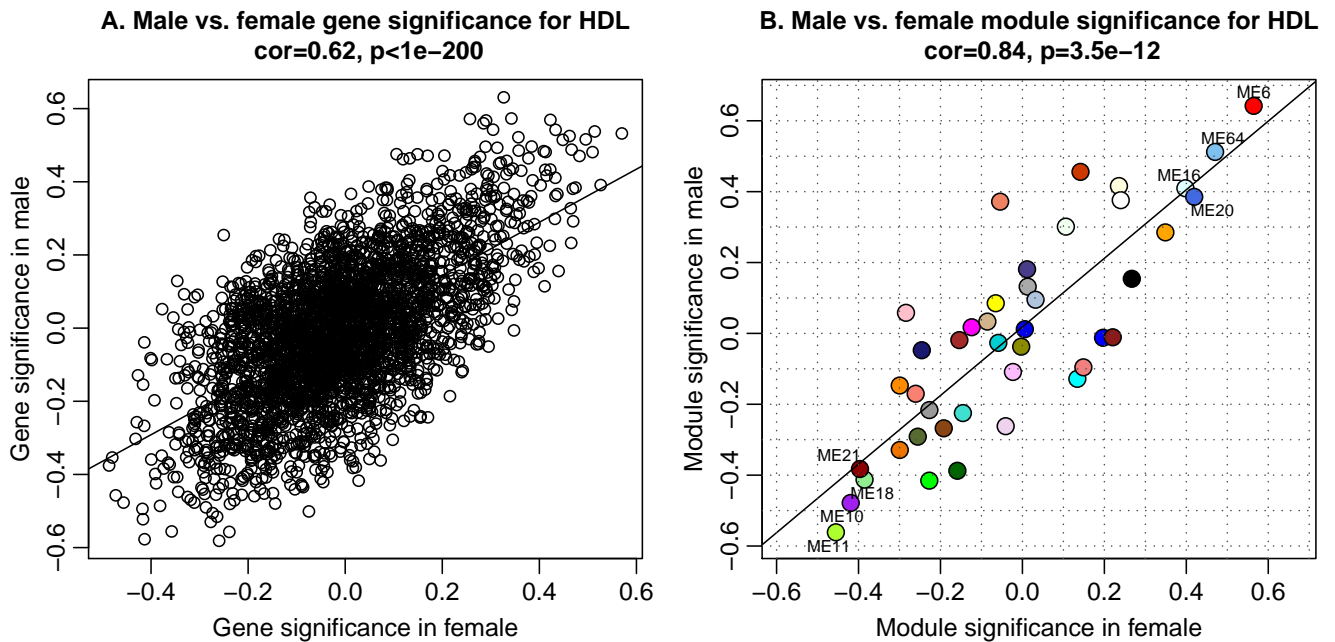 A. Male vs. female gene significance for HDL
cor=0.62, p<1e−200
Gene significance in male
0.6
0.4
0.2
0.0
−0.2
−0.4
−0.6
−0.4
−0.2
0.0
0.2
0.4
0.6
Gene significance in female
B. Male vs. female module significance for HDL
cor=0.84, p=3.5e−12
Module significance in male
0.6
0.4
0.2
0.0
−0.2
−0.4
−0.6
ME6
ME64
ME16
ME20
ME21
ME18
ME10
ME11
−0.6
−0.4
−0.2
0.0
0.2
0.4
0.6
Module significance in female